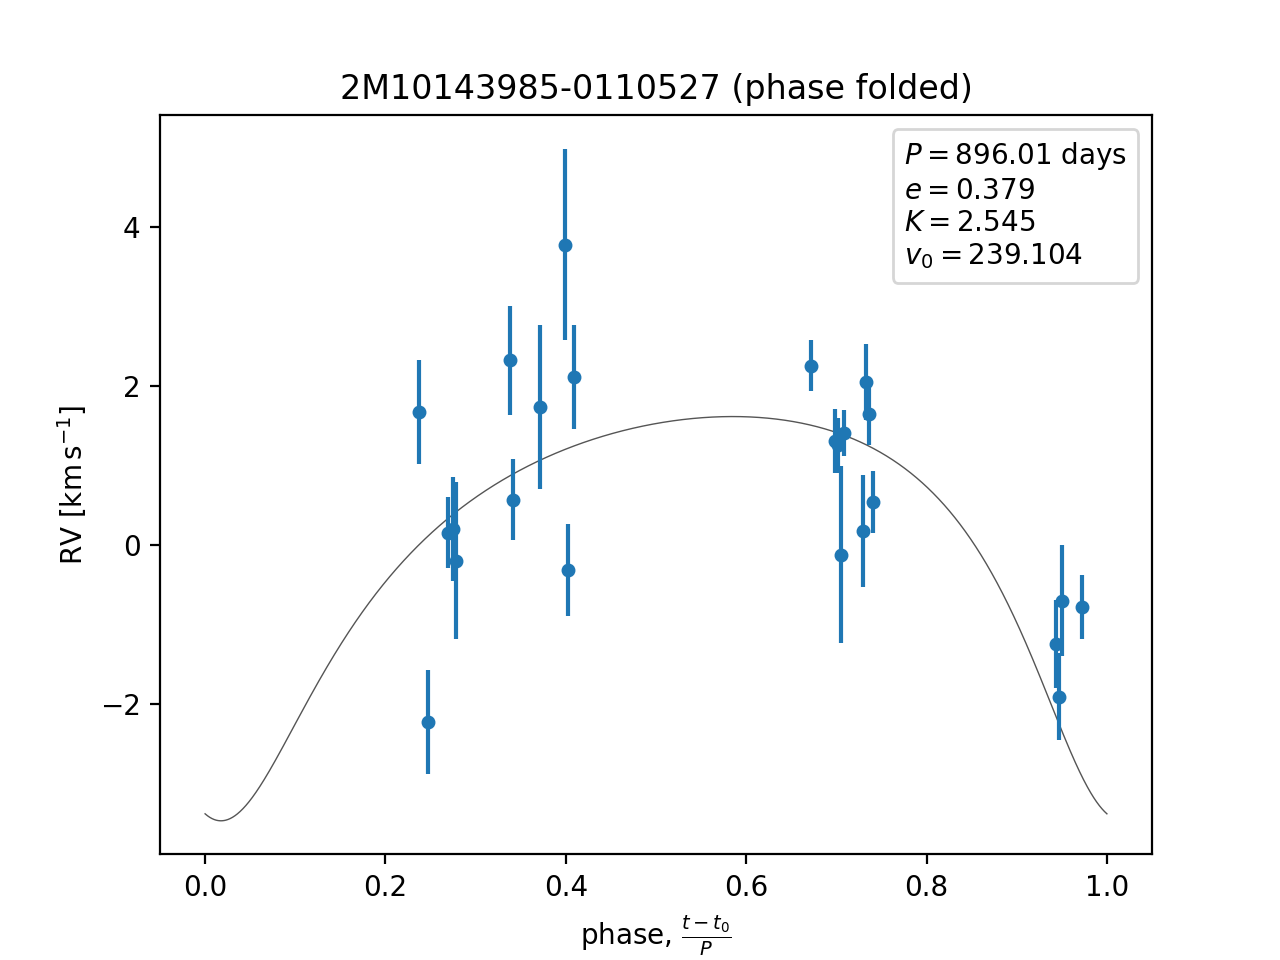 2M10143985-0110527 (phase folded)
P = 896.01 days
e = 0.379
K = 2.545
v₀ = 239.104
4
2
0
−2
RV [km s⁻¹]
0.0 0.2 0.4 0.6 0.8 1.0
phase, (t − t₀)/P